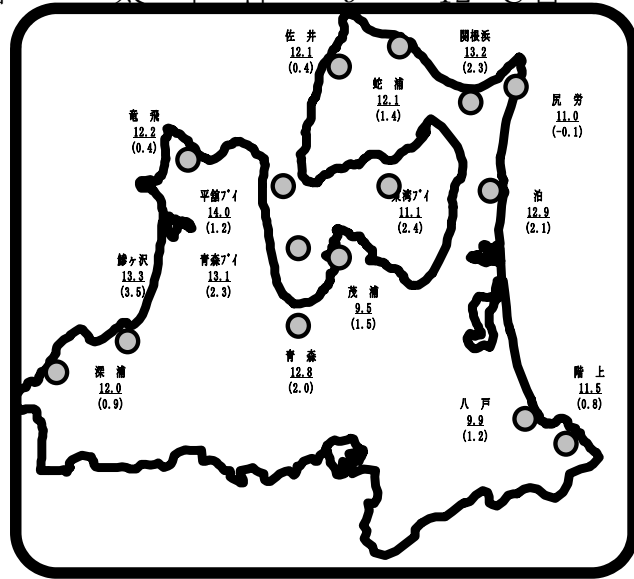 佐 井
12.1
(0.4)
関根浜
13.2
(2.3)
蛇 浦
12.1
(1.4)
尻 労
11.0
(-0.1)
竜 飛
12.2
(0.4)
平舘ﾌﾞｲ
14.0
(1.2)
東湾ﾌﾞｲ
11.1
(2.4)
泊
12.9
(2.1)
鰺ヶ沢
13.3
(3.5)
青森ﾌﾞｲ
13.1
(2.3)
茂 浦
9.5
(1.5)
青 森
12.8
(2.0)
深 浦
12.0
(0.9)
八 戸
9.9
(1.2)
階 上
11.5
(0.8)